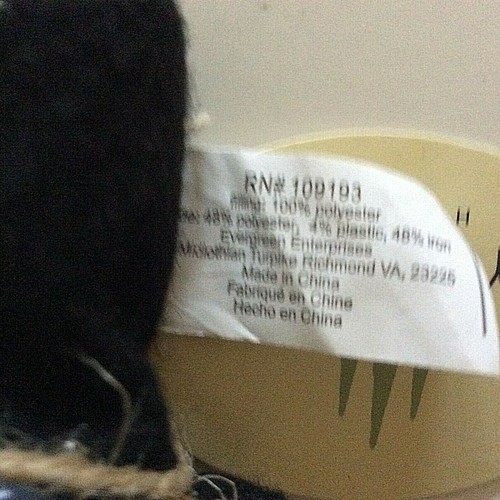 RN# 109193
filling: 100% polyester
48% polyester, 4% plastic, 48% iron
Evergreen Enterprises
Midlothian Turpike Richmond VA, 23225
Made in China
Fabriqué en China
Hecho en China
H